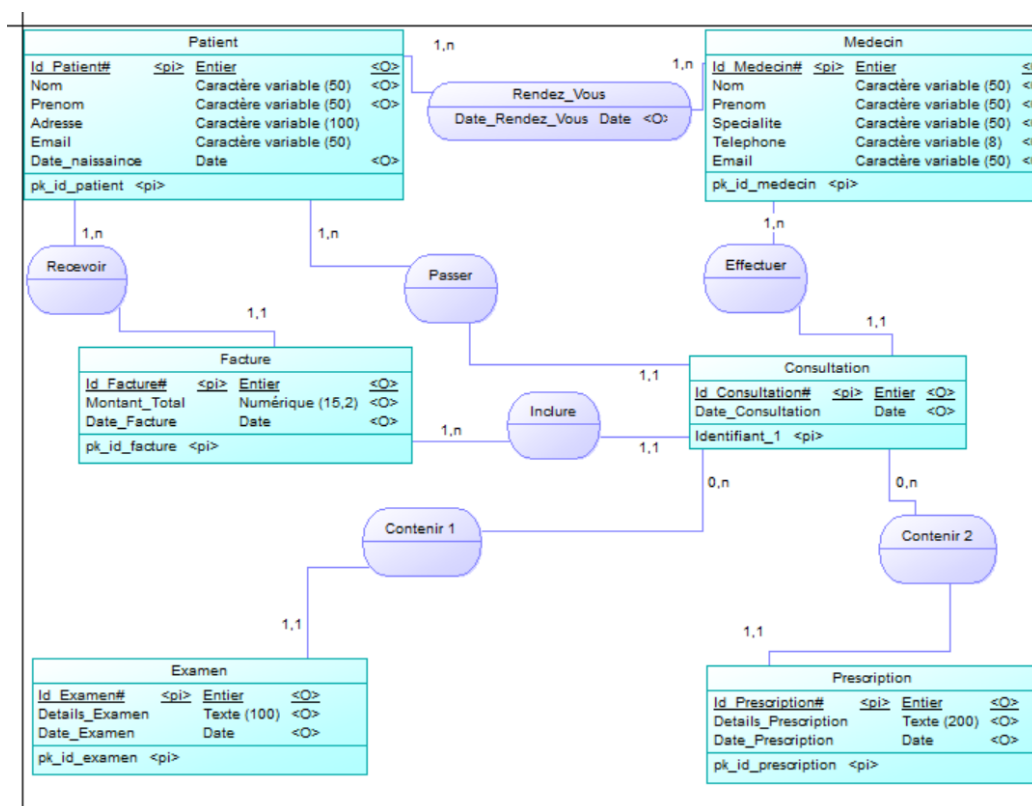 Patient
Id_Patient# <pi> Entier <O>
Nom Caractère variable (50) <O>
Prenom Caractère variable (50) <O>
Adresse Caractère variable (100)
Email Caractère variable (50)
Date_naissaince Date <O>
pk_id_patient <pi>
1,n
1,n
Rendez_Vous
Date_Rendez_Vous Date <O>
Medecin
Id_Medecin# <pi> Entier
Nom Caractère variable (50)
Prenom Caractère variable (50)
Specialite Caractère variable (50)
Telephone Caractère variable (8)
Email Caractère variable (50)
pk_id_medecin <pi>
1,n
1,n
1,n
Recevoir
Passer
Effectuer
1,1
1,1
Facture
Id_Facture# <pi> Entier <O>
Montant_Total Numérique (15,2) <O>
Date_Facture Date <O>
pk_id_facture <pi>
1,1
Consultation
Id_Consultation# <pi> Entier <O>
Date_Consultation Date <O>
Identifiant_1 <pi>
Inclure
1,n
1,1
0,n
0,n
Contenir 1
Contenir 2
1,1
1,1
Examen
Id_Examen# <pi> Entier <O>
Details_Examen Texte (100) <O>
Date_Examen Date <O>
pk_id_examen <pi>
Prescription
Id_Prescription# <pi> Entier <O>
Details_Prescription Texte (200) <O>
Date_Prescription Date <O>
pk_id_prescription <pi>